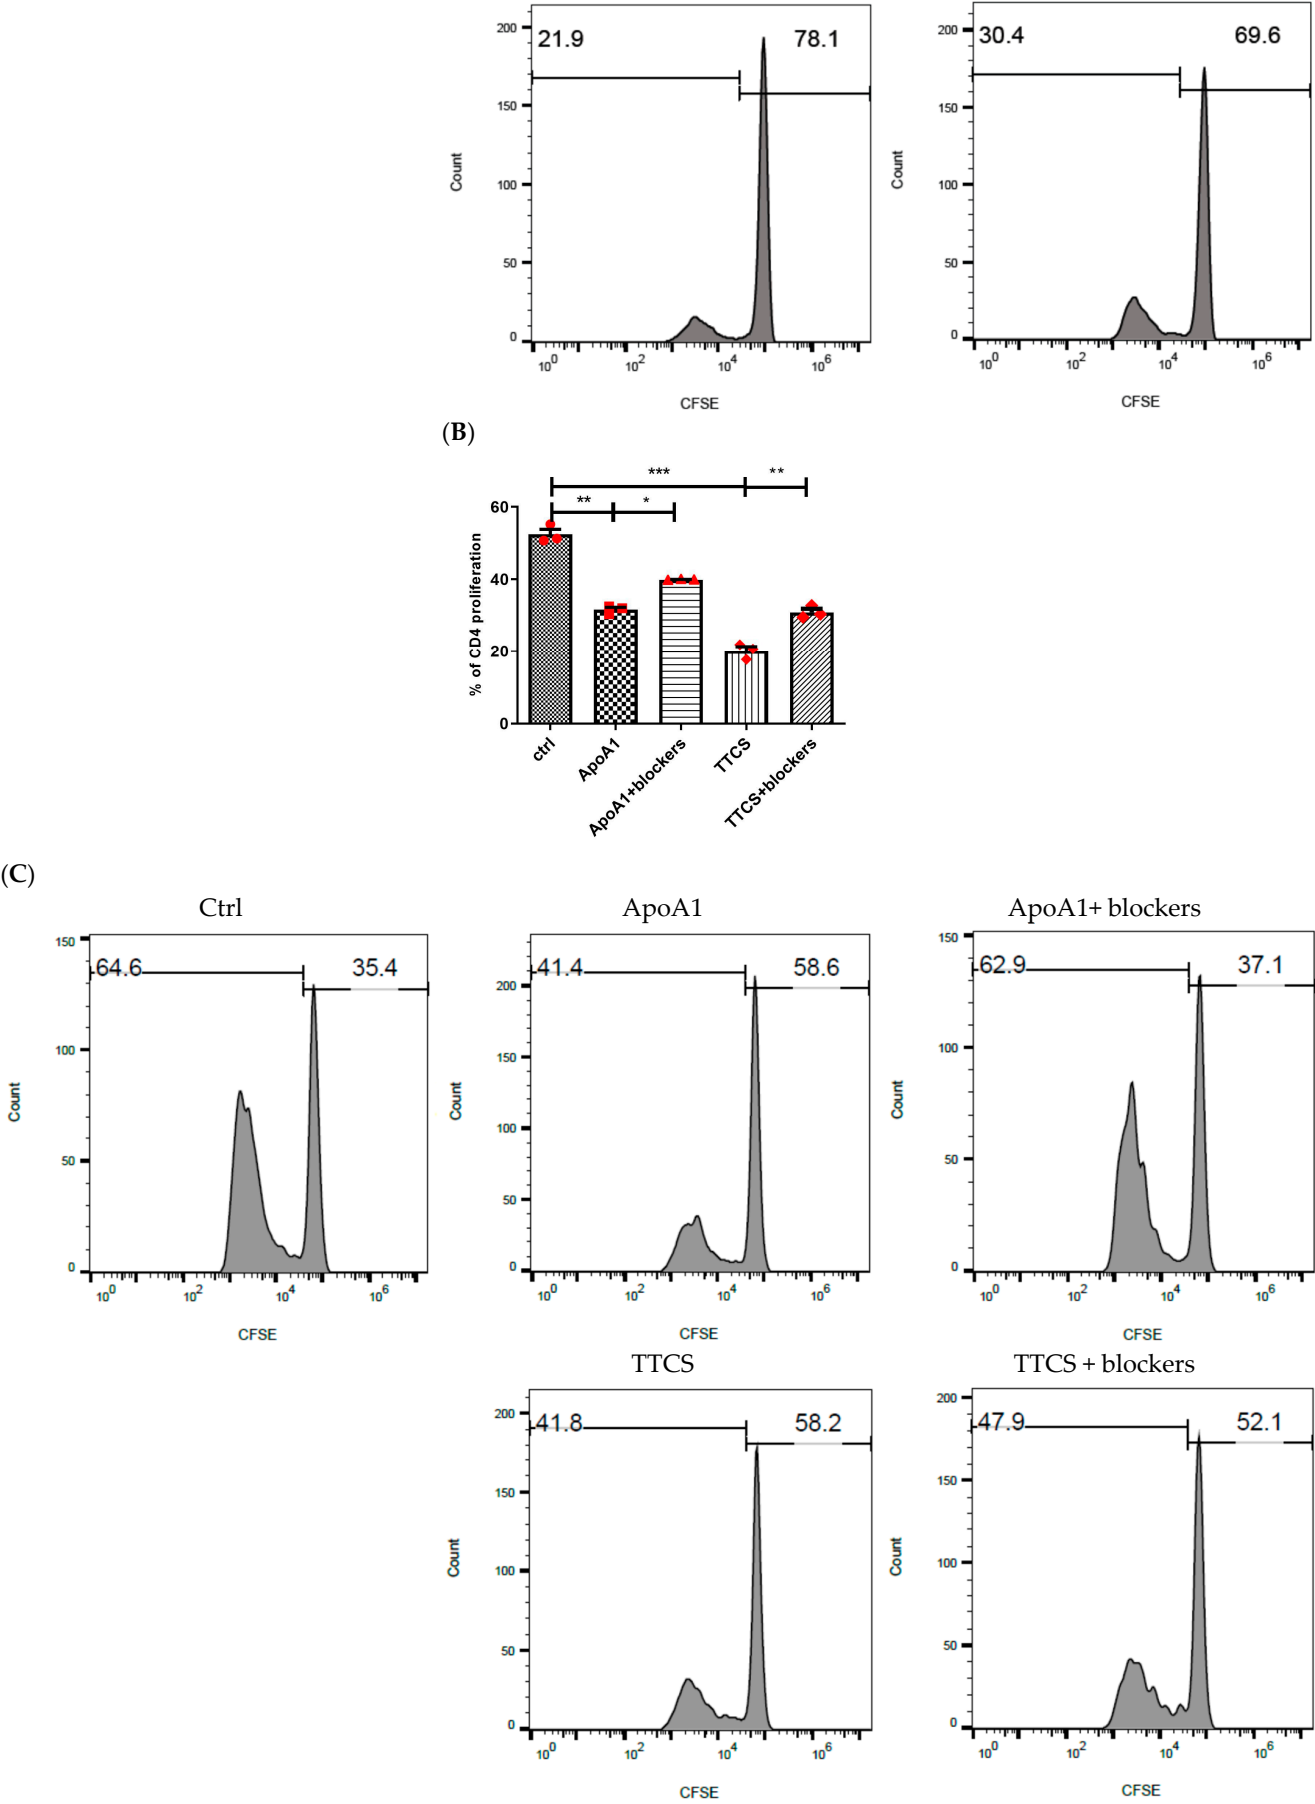 21.9 78.1
200
150
100
50
0
Count
10^0 10^2 10^4 10^6
CFSE
30.4 69.6
200
150
100
50
0
Count
10^0 10^2 10^4 10^6
CFSE
(B)
*** **
** *
60
40
20
0
% of CD4 proliferation
ctrl
ApoA1
ApoA1+blockers
TTCS
TTCS+blockers
(C)
Ctrl
64.6 35.4
150
100
50
0
Count
10^0 10^2 10^4 10^6
CFSE
ApoA1
41.4 58.6
200
150
100
50
0
Count
10^0 10^2 10^4 10^6
CFSE
ApoA1+ blockers
62.9 37.1
150
100
50
0
Count
10^0 10^2 10^4 10^6
CFSE
TTCS
41.8 58.2
200
150
100
50
0
Count
10^0 10^2 10^4 10^6
CFSE
TTCS + blockers
47.9 52.1
200
150
100
50
0
Count
10^0 10^2 10^4 10^6
CFSE